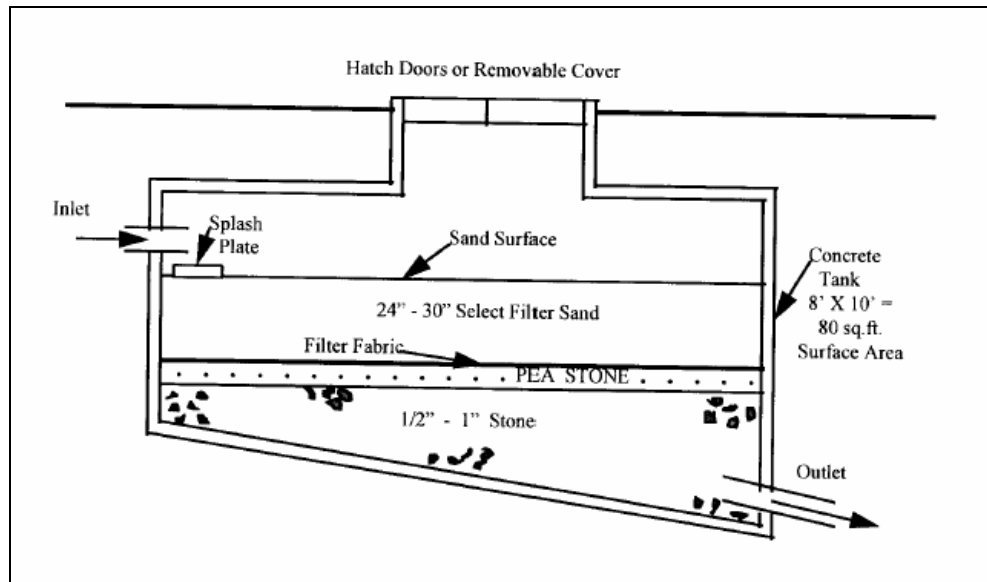 Hatch Doors or Removable Cover
Inlet
Splash
Plate
Sand Surface
Concrete
Tank
8’ X 10’ =
80 sq.ft.
Surface Area
24” - 30” Select Filter Sand
Filter Fabric
PEA STONE
1/2” - 1” Stone
Outlet